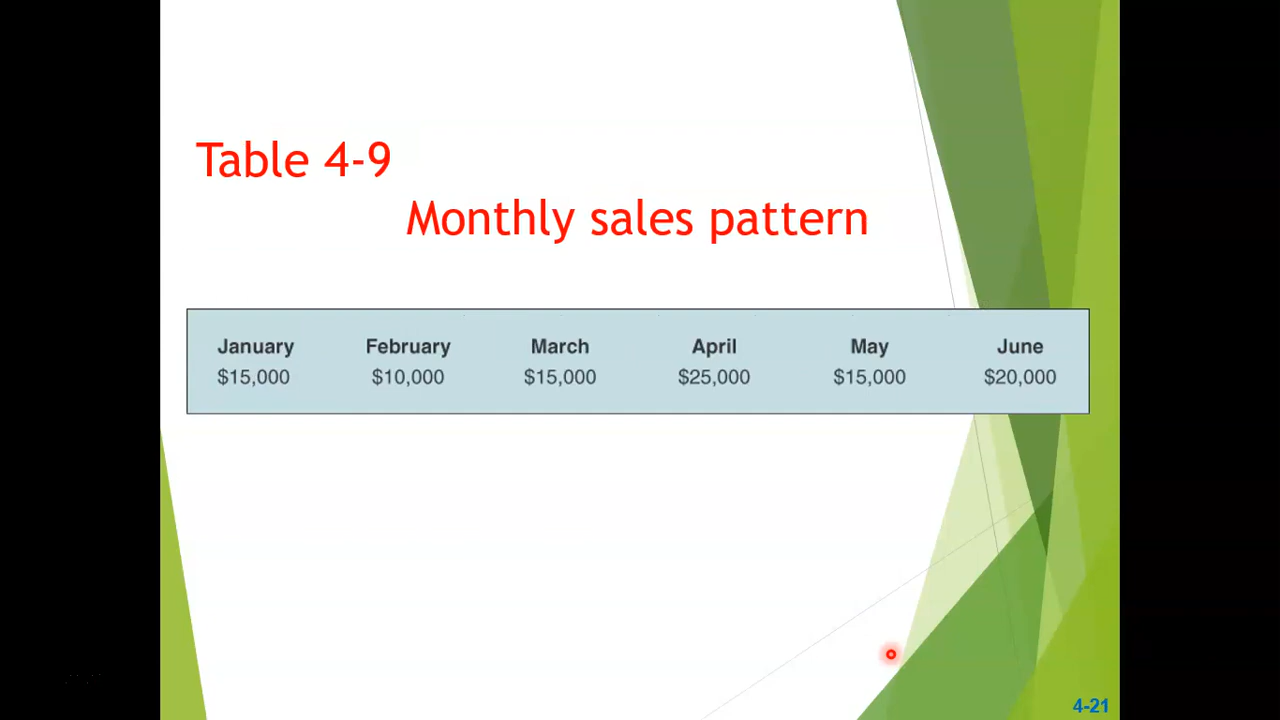 Table 4-9
Monthly sales pattern
January February March April May June
$15,000 $10,000 $15,000 $25,000 $15,000 $20,000
4-21